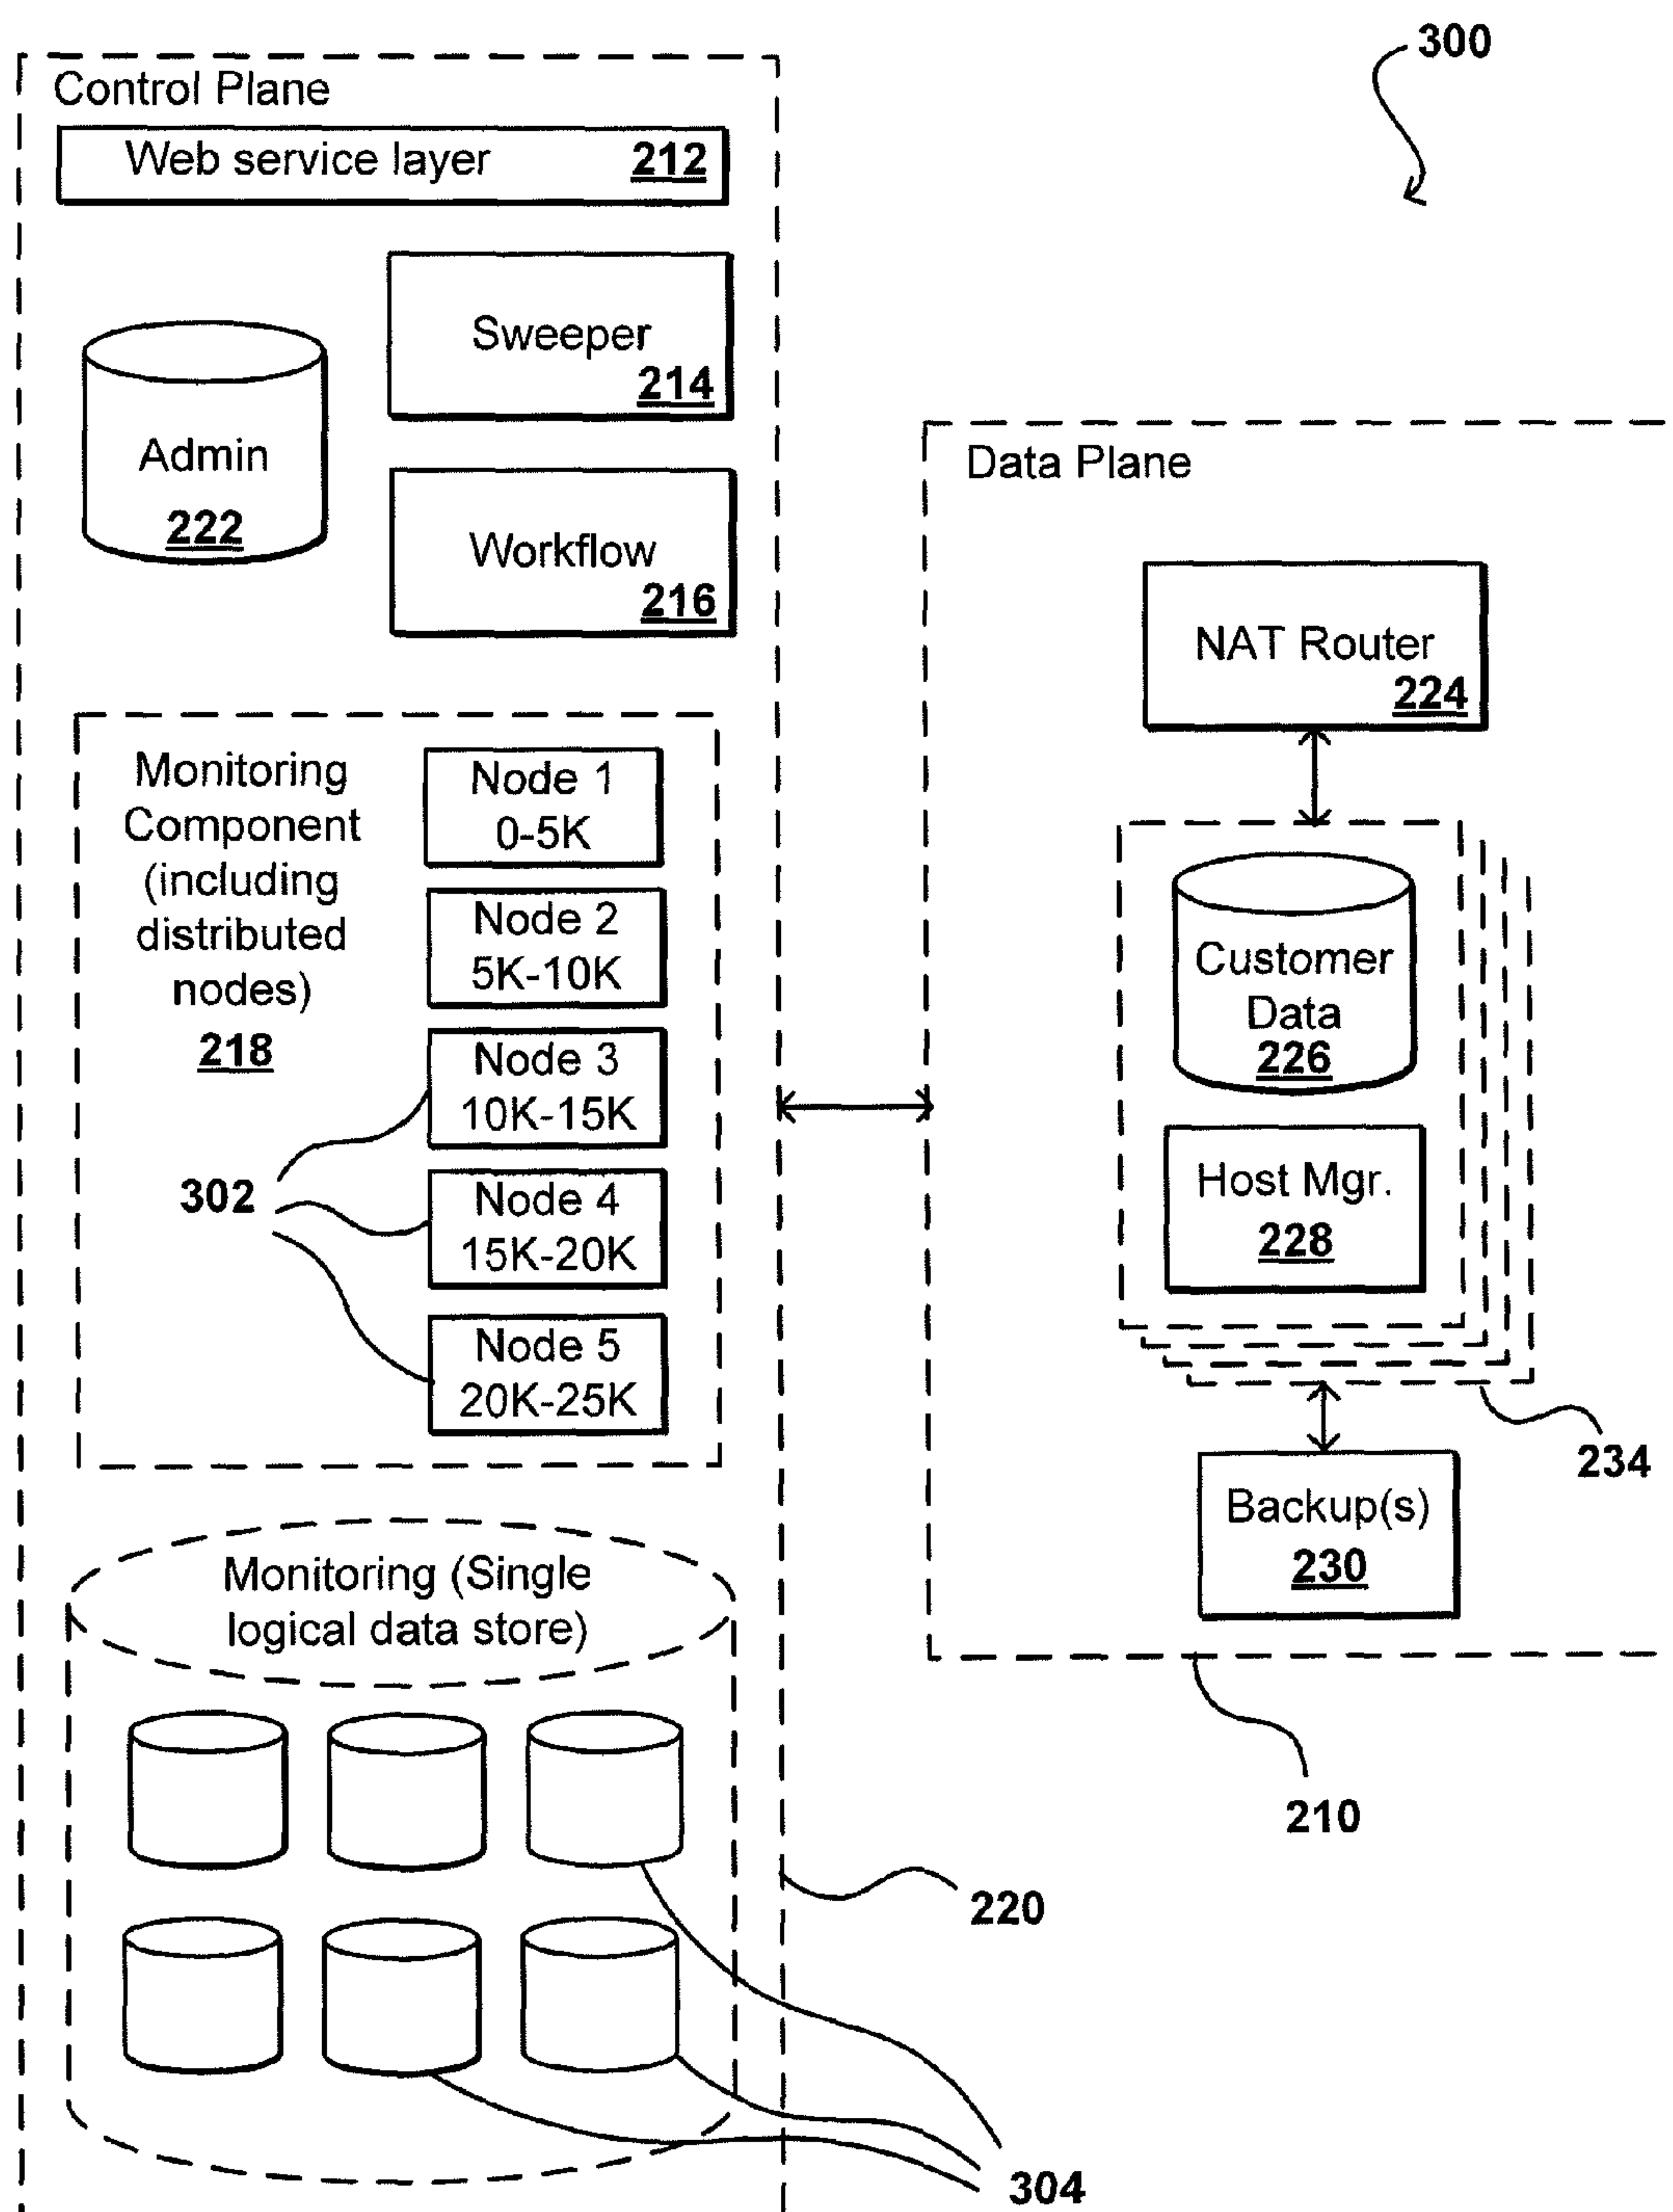 300
Control Plane
Web service layer 212
Sweeper
214
Admin
222
Workflow
216
Monitoring
Component
(including
distributed
nodes)
218
Node 1
0-5K
Node 2
5K-10K
Node 3
10K-15K
Node 4
15K-20K
Node 5
20K-25K
302
Monitoring (Single
logical data store)
220
304
Data Plane
NAT Router
224
Customer
Data
226
Host Mgr.
228
234
Backup(s)
230
210